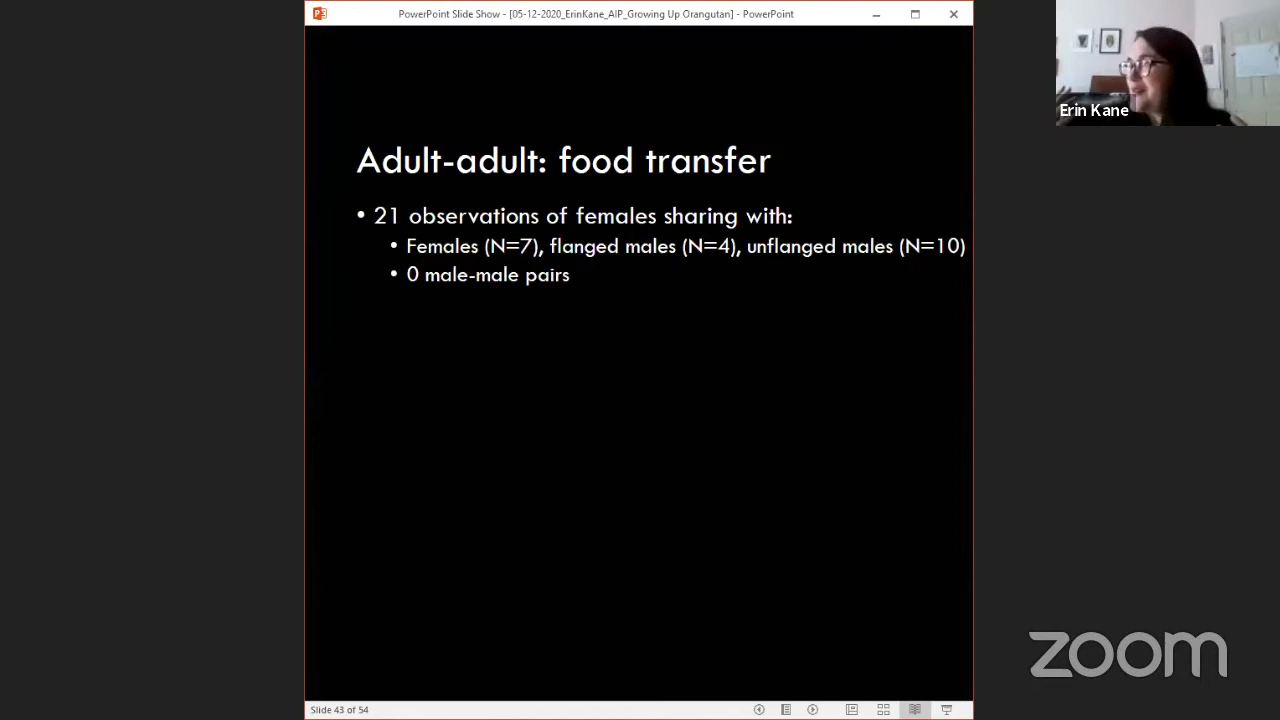 PowerPoint Slide Show - [05-12-2020_ErinKane_AIP_Growing Up Orangutan] - PowerPoint
Erin Kane
Adult-adult: food transfer
• 21 observations of females sharing with:
• Females (N=7), flanged males (N=4), unflanged males (N=10)
• 0 male-male pairs
zoom
Slide 43 of 54